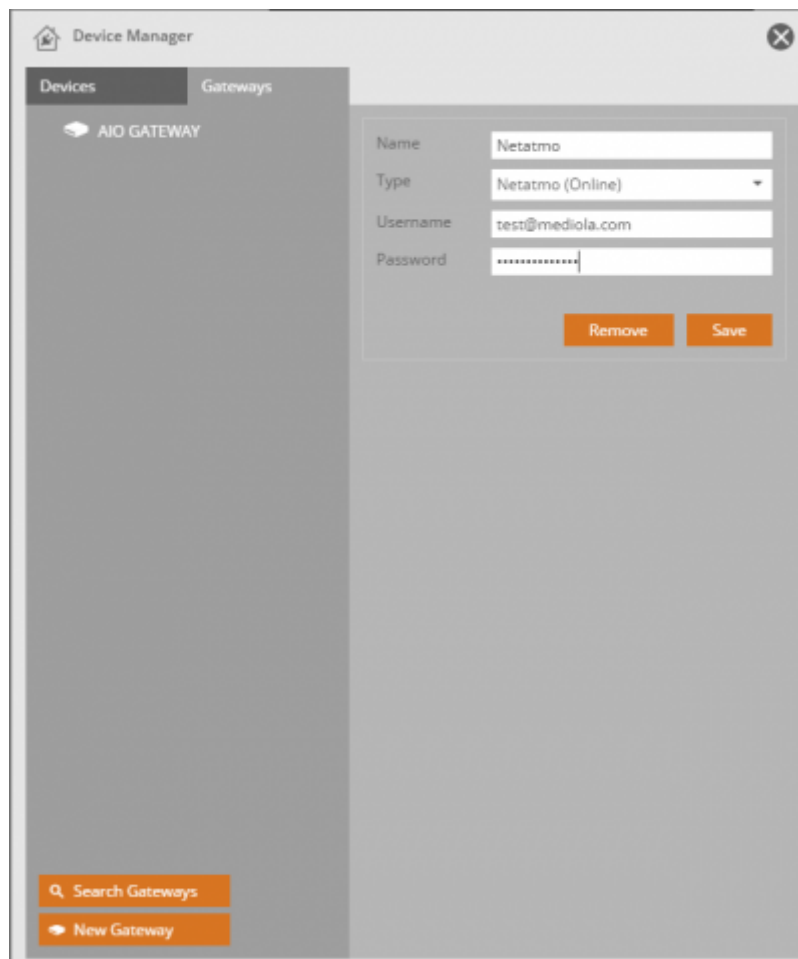 Device Manager
Devices
Gateways
AIO GATEWAY
Name
Netatmo
Type
Netatmo (Online)
Username
test@mediola.com
Password
••••••••••••••
Remove
Save
Search Gateways
New Gateway